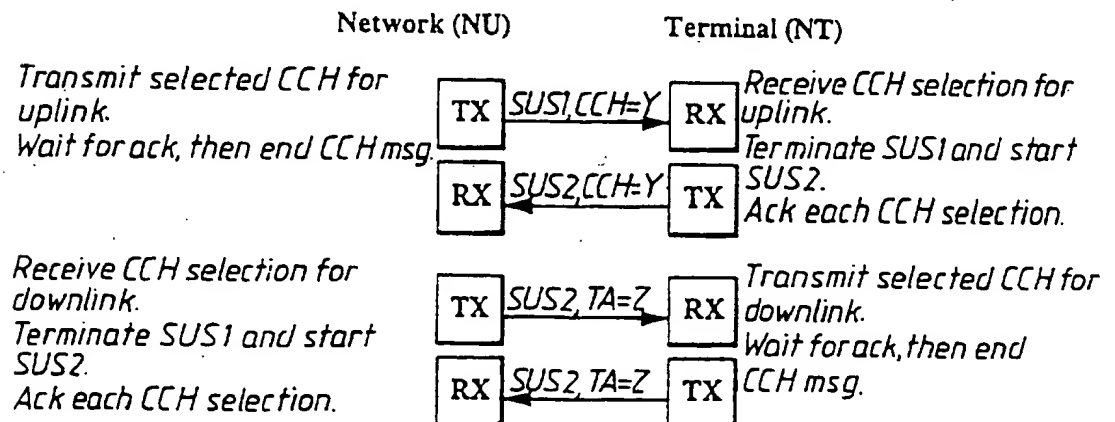 Network (NU) Terminal (NT)
Transmit selected CCH for
uplink.
Wait for ack, then end CCH msg.
TX SUS1,CCH=Y RX
Receive CCH selection for
uplink.
Terminate SUS1 and start
SUS2.
Ack each CCH selection.
RX SUS2,CCH=Y TX
Receive CCH selection for
downlink.
Terminate SUS1 and start
SUS2.
Ack each CCH selection.
TX SUS2, TA=Z RX
Transmit selected CCH for
downlink.
Wait for ack, then end
CCH msg.
RX SUS2, TA=Z TX